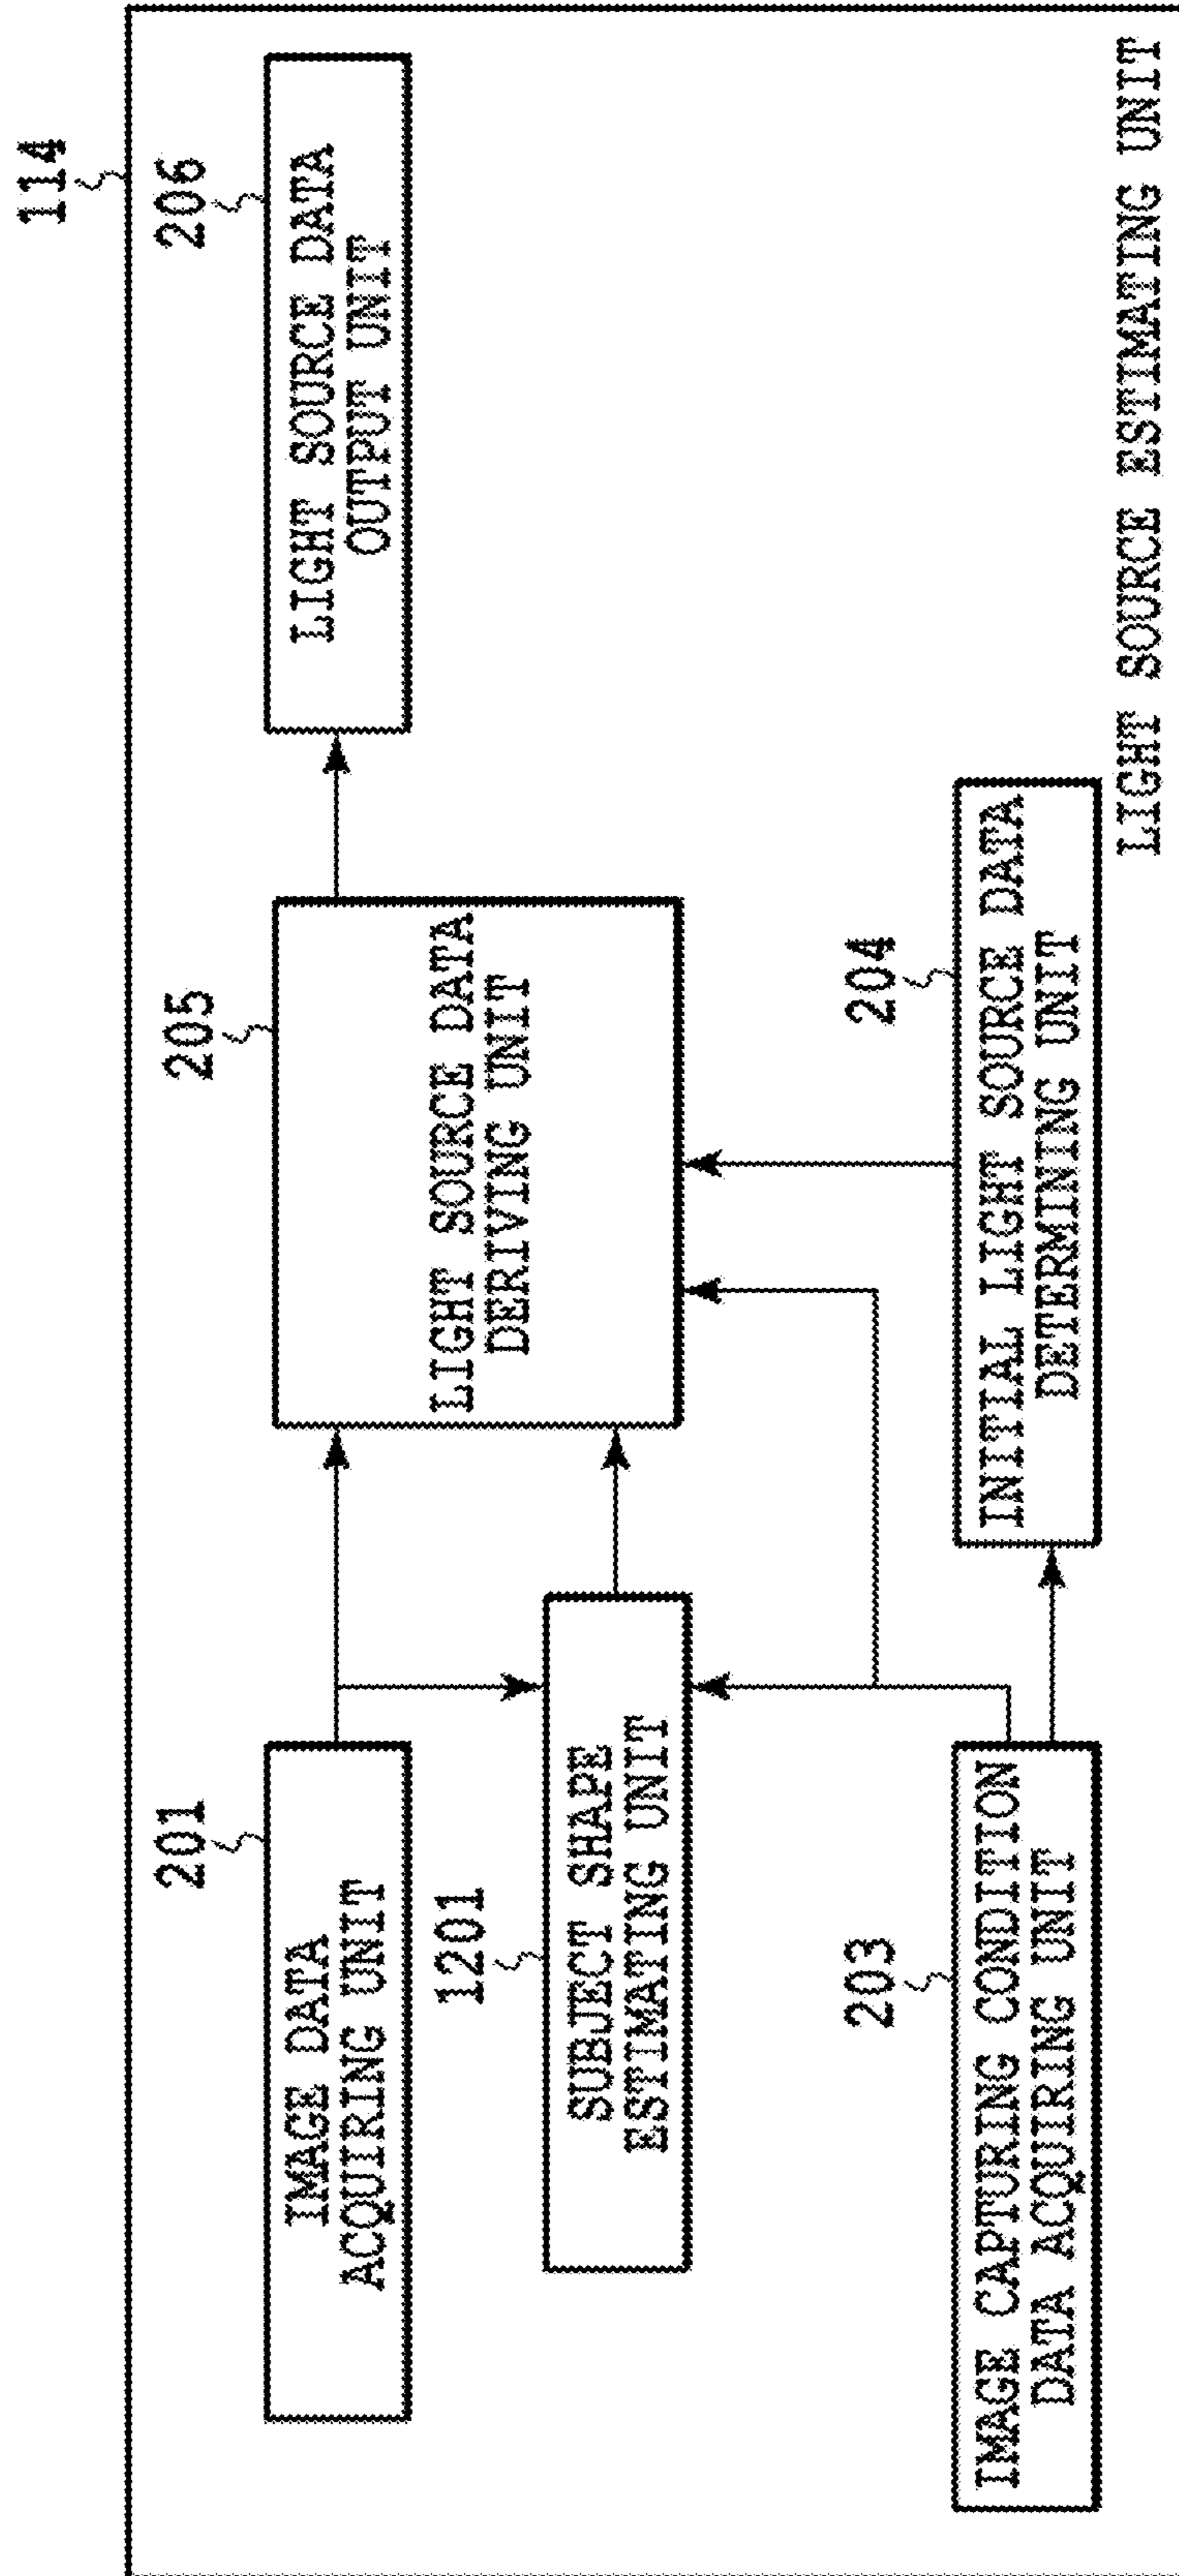 114
201
IMAGE DATA
ACQUIRING UNIT
205
LIGHT SOURCE DATA
DERIVING UNIT
206
LIGHT SOURCE DATA
OUTPUT UNIT
1201
SUBJECT SHAPE
ESTIMATING UNIT
203
IMAGE CAPTURING CONDITION
DATA ACQUIRING UNIT
204
INITIAL LIGHT SOURCE DATA
DETERMINING UNIT
LIGHT SOURCE ESTIMATING UNIT